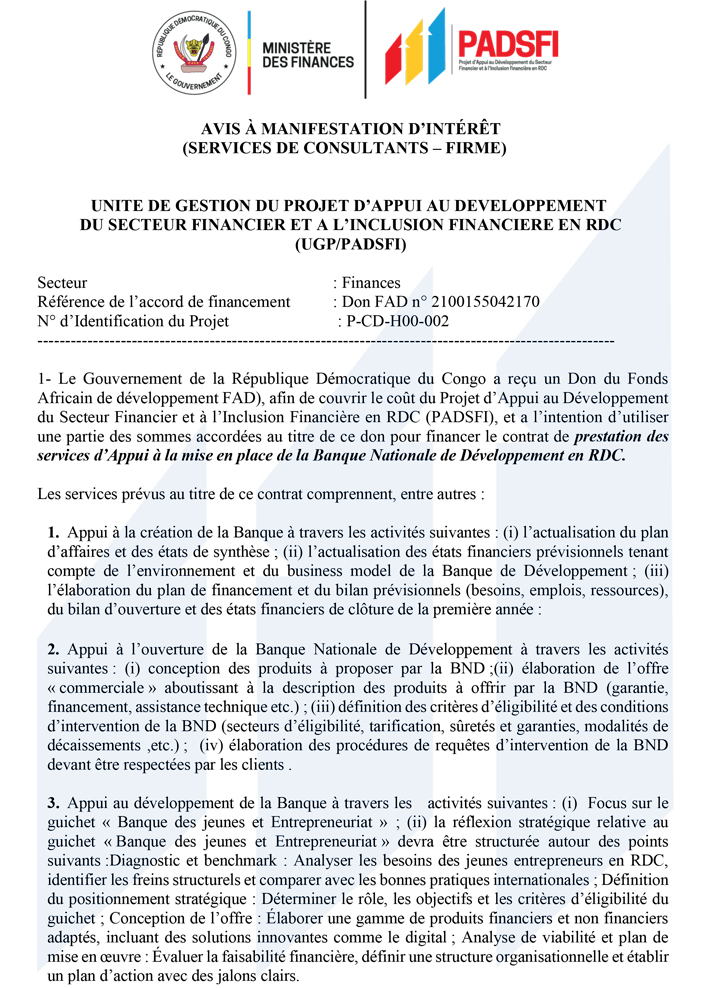 RÉPUBLIQUE DÉMOCRATIQUE DU CONGO
LE GOUVERNEMENT
MINISTÈRE
DES FINANCES
PADSFI
Projet d'Appui au Développement du Secteur
Financier et à l'Inclusion Financière en RDC
AVIS À MANIFESTATION D'INTÉRÊT
(SERVICES DE CONSULTANTS – FIRME)
UNITE DE GESTION DU PROJET D'APPUI AU DEVELOPPEMENT
DU SECTEUR FINANCIER ET A L'INCLUSION FINANCIERE EN RDC
(UGP/PADSFI)
Secteur : Finances
Référence de l'accord de financement : Don FAD n° 2100155042170
N° d'Identification du Projet : P-CD-H00-002
1- Le Gouvernement de la République Démocratique du Congo a reçu un Don du Fonds
Africain de développement FAD), afin de couvrir le coût du Projet d'Appui au Développement
du Secteur Financier et à l'Inclusion Financière en RDC (PADSFI), et a l'intention d'utiliser
une partie des sommes accordées au titre de ce don pour financer le contrat de prestation des
services d'Appui à la mise en place de la Banque Nationale de Développement en RDC.
Les services prévus au titre de ce contrat comprennent, entre autres :
1. Appui à la création de la Banque à travers les activités suivantes : (i) l'actualisation du plan
d'affaires et des états de synthèse ; (ii) l'actualisation des états financiers prévisionnels tenant
compte de l'environnement et du business model de la Banque de Développement ; (iii)
l'élaboration du plan de financement et du bilan prévisionnels (besoins, emplois, ressources),
du bilan d'ouverture et des états financiers de clôture de la première année :
2. Appui à l'ouverture de la Banque Nationale de Développement à travers les activités
suivantes : (i) conception des produits à proposer par la BND ;(ii) élaboration de l'offre
« commerciale » aboutissant à la description des produits à offrir par la BND (garantie,
financement, assistance technique etc.) ; (iii) définition des critères d'éligibilité et des conditions
d'intervention de la BND (secteurs d'éligibilité, tarification, sûretés et garanties, modalités de
décaissements ,etc.) ; (iv) élaboration des procédures de requêtes d'intervention de la BND
devant être respectées par les clients .
3. Appui au développement de la Banque à travers les activités suivantes : (i) Focus sur le
guichet « Banque des jeunes et Entrepreneuriat » ; (ii) la réflexion stratégique relative au
guichet « Banque des jeunes et Entrepreneuriat » devra être structurée autour des points
suivants :Diagnostic et benchmark : Analyser les besoins des jeunes entrepreneurs en RDC,
identifier les freins structurels et comparer avec les bonnes pratiques internationales ; Définition
du positionnement stratégique : Déterminer le rôle, les objectifs et les critères d'éligibilité du
guichet ; Conception de l'offre : Élaborer une gamme de produits financiers et non financiers
adaptés, incluant des solutions innovantes comme le digital ; Analyse de viabilité et plan de
mise en œuvre : Évaluer la faisabilité financière, définir une structure organisationnelle et établir
un plan d'action avec des jalons clairs.